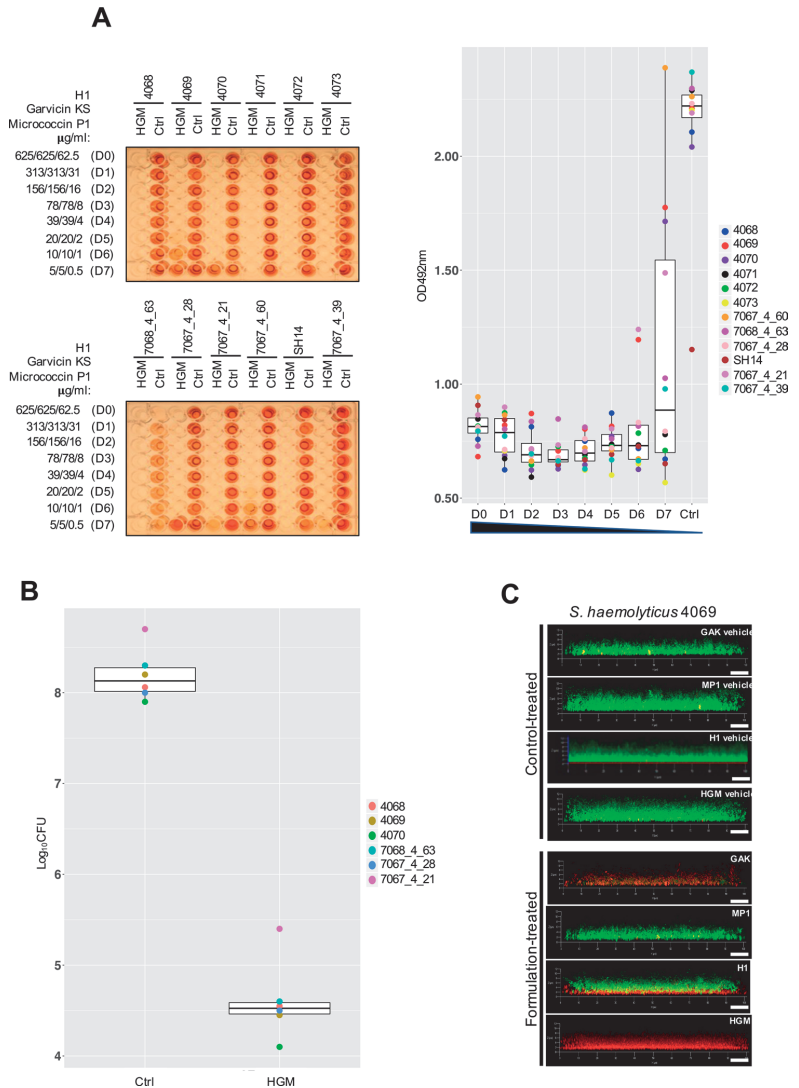 A
H1
Garvicin KS
Micrococcin P1
µg/ml:
4068 4069 4070 4071 4072 4073
HGM Ctrl HGM Ctrl HGM Ctrl HGM Ctrl HGM Ctrl HGM Ctrl
625/625/62.5 (D0)
313/313/31 (D1)
156/156/16 (D2)
78/78/8 (D3)
39/39/4 (D4)
20/20/2 (D5)
10/10/1 (D6)
5/5/0.5 (D7)
H1
Garvicin KS
Micrococcin P1
µg/ml:
7068_4_63 7067_4_28 7067_4_21 7067_4_60 SH14 7067_4_39
HGM Ctrl HGM Ctrl HGM Ctrl HGM Ctrl HGM Ctrl HGM Ctrl
625/625/62.5 (D0)
313/313/31 (D1)
156/156/16 (D2)
78/78/8 (D3)
39/39/4 (D4)
20/20/2 (D5)
10/10/1 (D6)
5/5/0.5 (D7)
OD492nm
2.00
1.50
1.00
0.50
D0 D1 D2 D3 D4 D5 D6 D7 Ctrl
4068
4069
4070
4071
4072
4073
7067_4_60
7068_4_63
7067_4_28
SH14
7067_4_21
7067_4_39
B
Log10CFU
8
7
6
5
4
Ctrl HGM
4068
4069
4070
7068_4_63
7067_4_28
7067_4_21
C
S. haemolyticus 4069
Control-treated
GAK vehicle
MP1 vehicle
H1 vehicle
HGM vehicle
Formulation-treated
GAK
MP1
H1
HGM